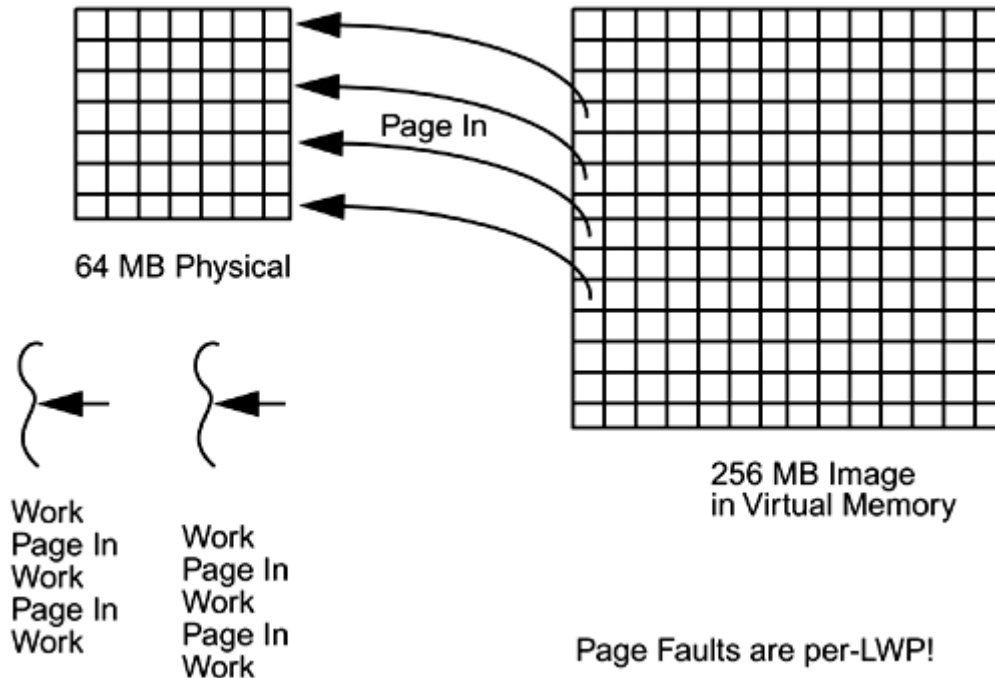 Page In
64 MB Physical
256 MB Image
in Virtual Memory
Work
Page In
Work
Page In
Work
Work
Page In
Work
Page In
Work
Page Faults are per-LWP!